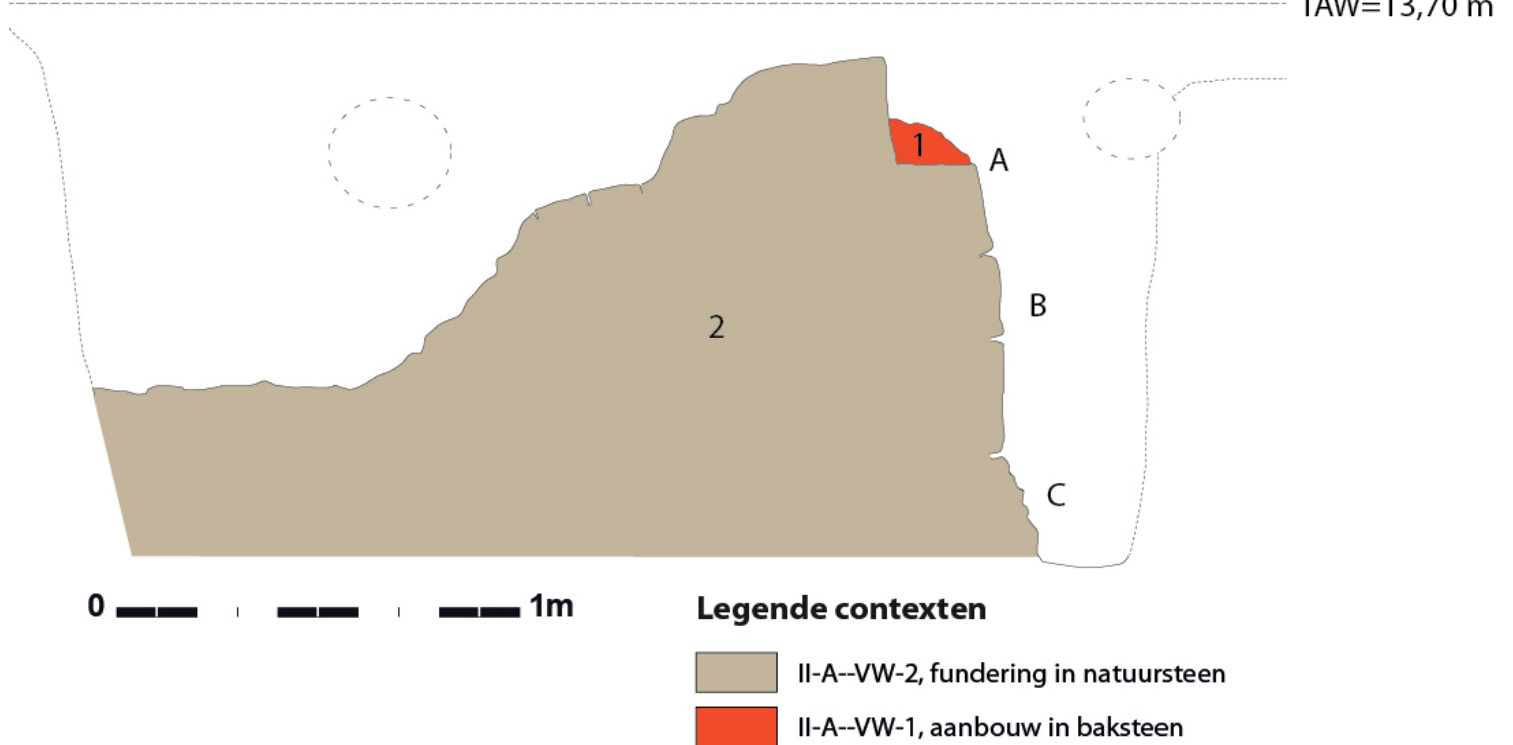 TAW=13,70 m
1
A
B
2
C
0 1m
Legende contexten
II-A--VW-2, fundering in natuursteen
II-A--VW-1, aanbouw in baksteen